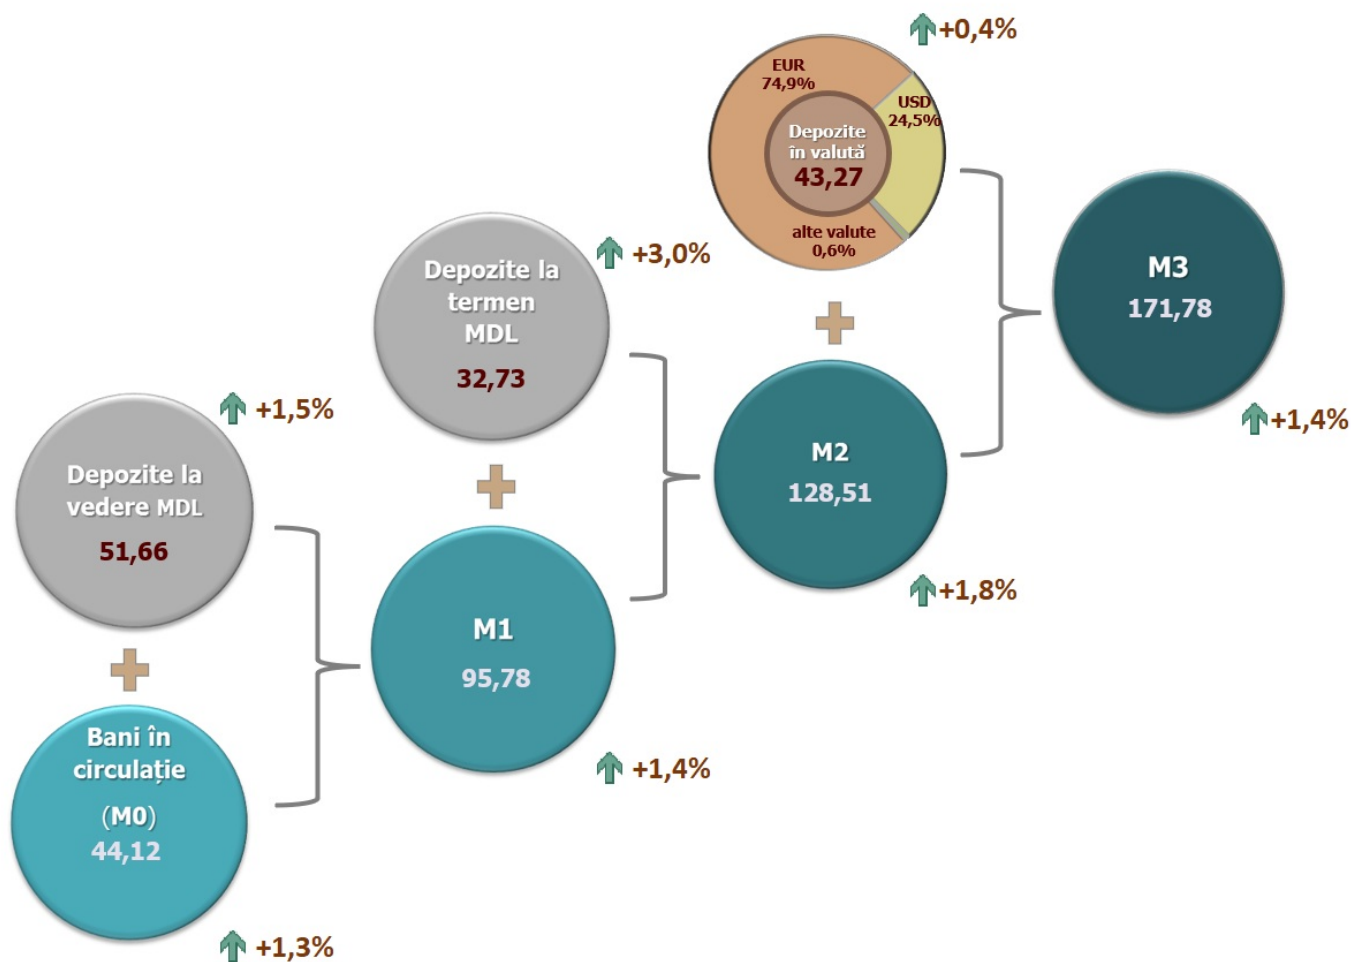 +0,4%
EUR
74,9%
USD
24,5%
Depozite
în valută
43,27
alte valute
0,6%
Depozite la
termen
MDL
32,73
+3,0%
M3
171,78
+1,4%
Depozite la
vedere MDL
51,66
+1,5%
M2
128,51
+1,8%
M1
95,78
+1,4%
Bani în
circulație
(M0)
44,12
+1,3%